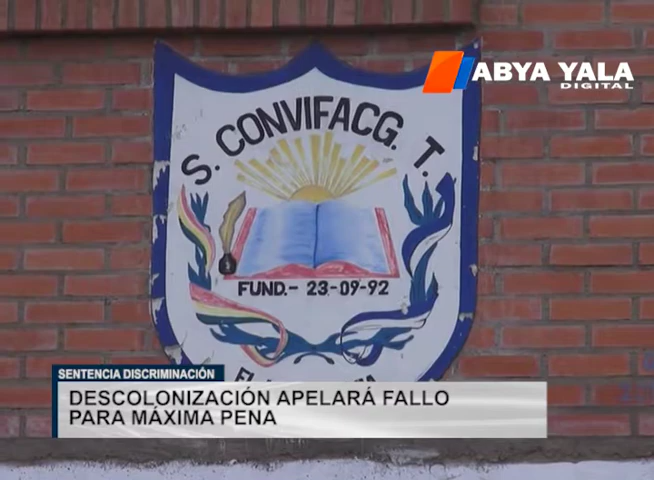 ABYA YALA
DIGITAL
S. CONVIFACG. T.
FUND.- 23-09-92
SENTENCIA DISCRIMINACIÓN
DESCOLONIZACIÓN APELARÁ FALLO
PARA MÁXIMA PENA